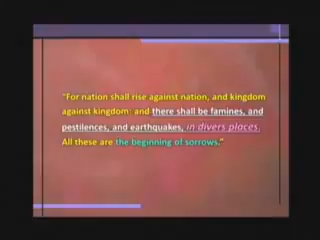 "For nation shall rise against nation, and kingdom
against kingdom: and there shall be famines, and
pestilences, and earthquakes, in divers places.
All these are the beginning of sorrows."